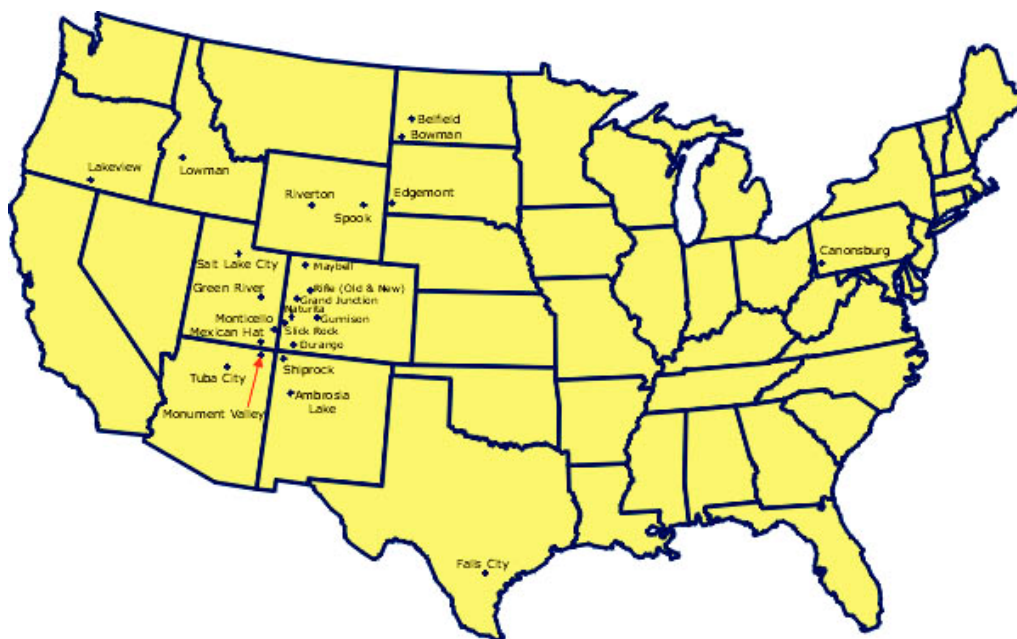 Belfield
Bowman
Lakeview
Lowman
Riverton
Edgemont
Spook
Canonsburg
Salt Lake City
Maybell
Green River
Rifle (Old & New)
Grand Junction
Naturita
Monticello
Gunnison
Mexican Hat
Slick Rock
Durango
Tuba City
Shiprock
Ambrosia
Lake
Monument Valley
Falls City